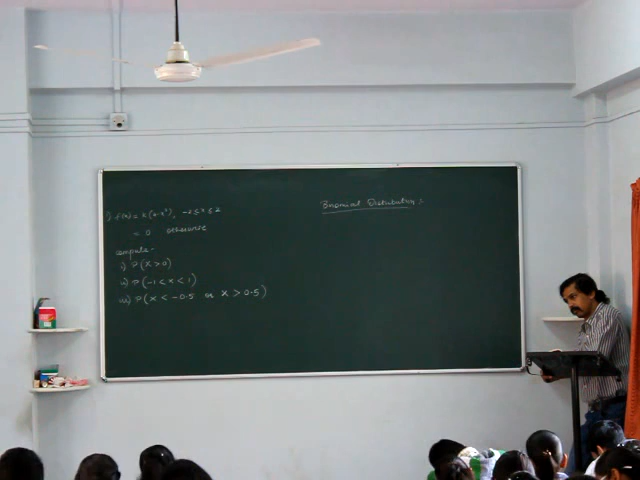 f(x) = k(4-x²), -2≤x≤2
= 0 otherwise
compute -
i) P(X>0)
ii) P(-1<X<1)
iii) P(X<-0.5 or X>0.5)
Binomial Distribution :-